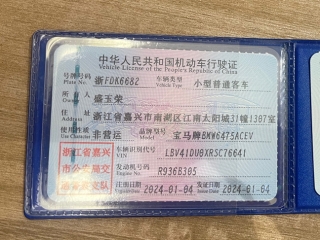 中华人民共和国机动车行驶证
Vehicle License of the People's Republic of China
号牌号码 浙FDK6682 车辆类型 小型普通客车
Plate No. Vehicle Type
所有人 盛玉荣
Owner
住址 浙江省嘉兴市南湖区江南太阳城31幢1307室
Address
使用性质 非营运 品牌型号 宝马牌BMW6475ACEV
Use Character Model
浙江省嘉兴
市公安局交
通警察支队
车辆识别代号 LBV41DU0XRSC76641
VIN
发动机号码 R936B305
Engine No.
注册日期 2024-01-04 发证日期 2024-01-04
Register Date Issue Date